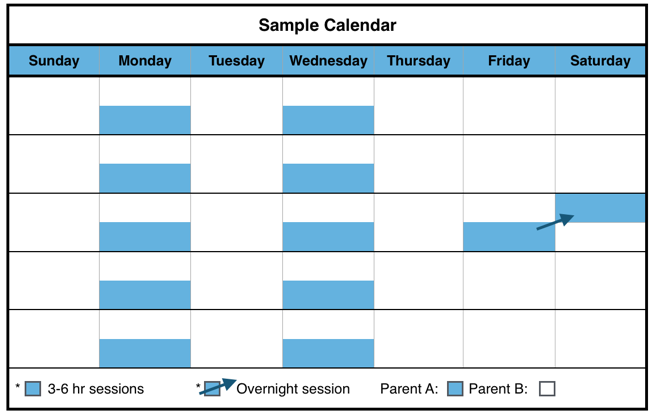 Sample Calendar
Sunday Monday Tuesday Wednesday Thursday Friday Saturday
* 3-6 hr sessions * Overnight session Parent A: Parent B: